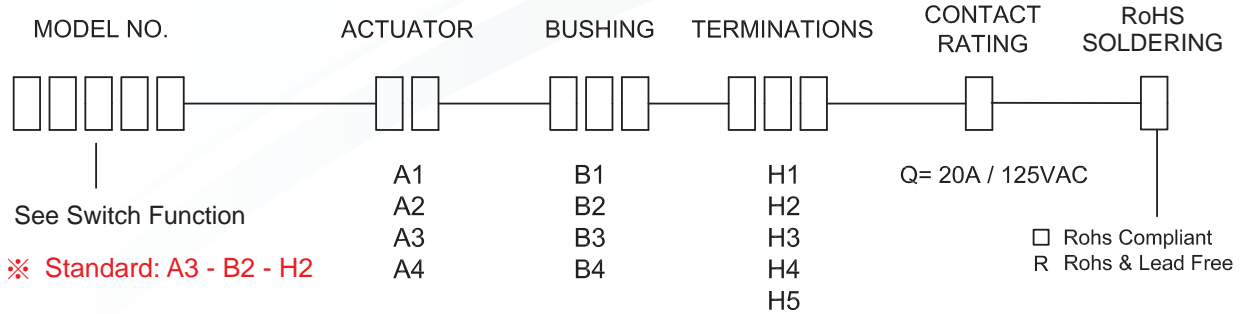 MODEL NO.
ACTUATOR
BUSHING
TERMINATIONS
CONTACT
RATING
RoHS
SOLDERING
See Switch Function
※ Standard: A3 - B2 - H2
A1
A2
A3
A4
B1
B2
B3
B4
H1
H2
H3
H4
H5
Q= 20A / 125VAC
□ Rohs Compliant
R Rohs & Lead Free